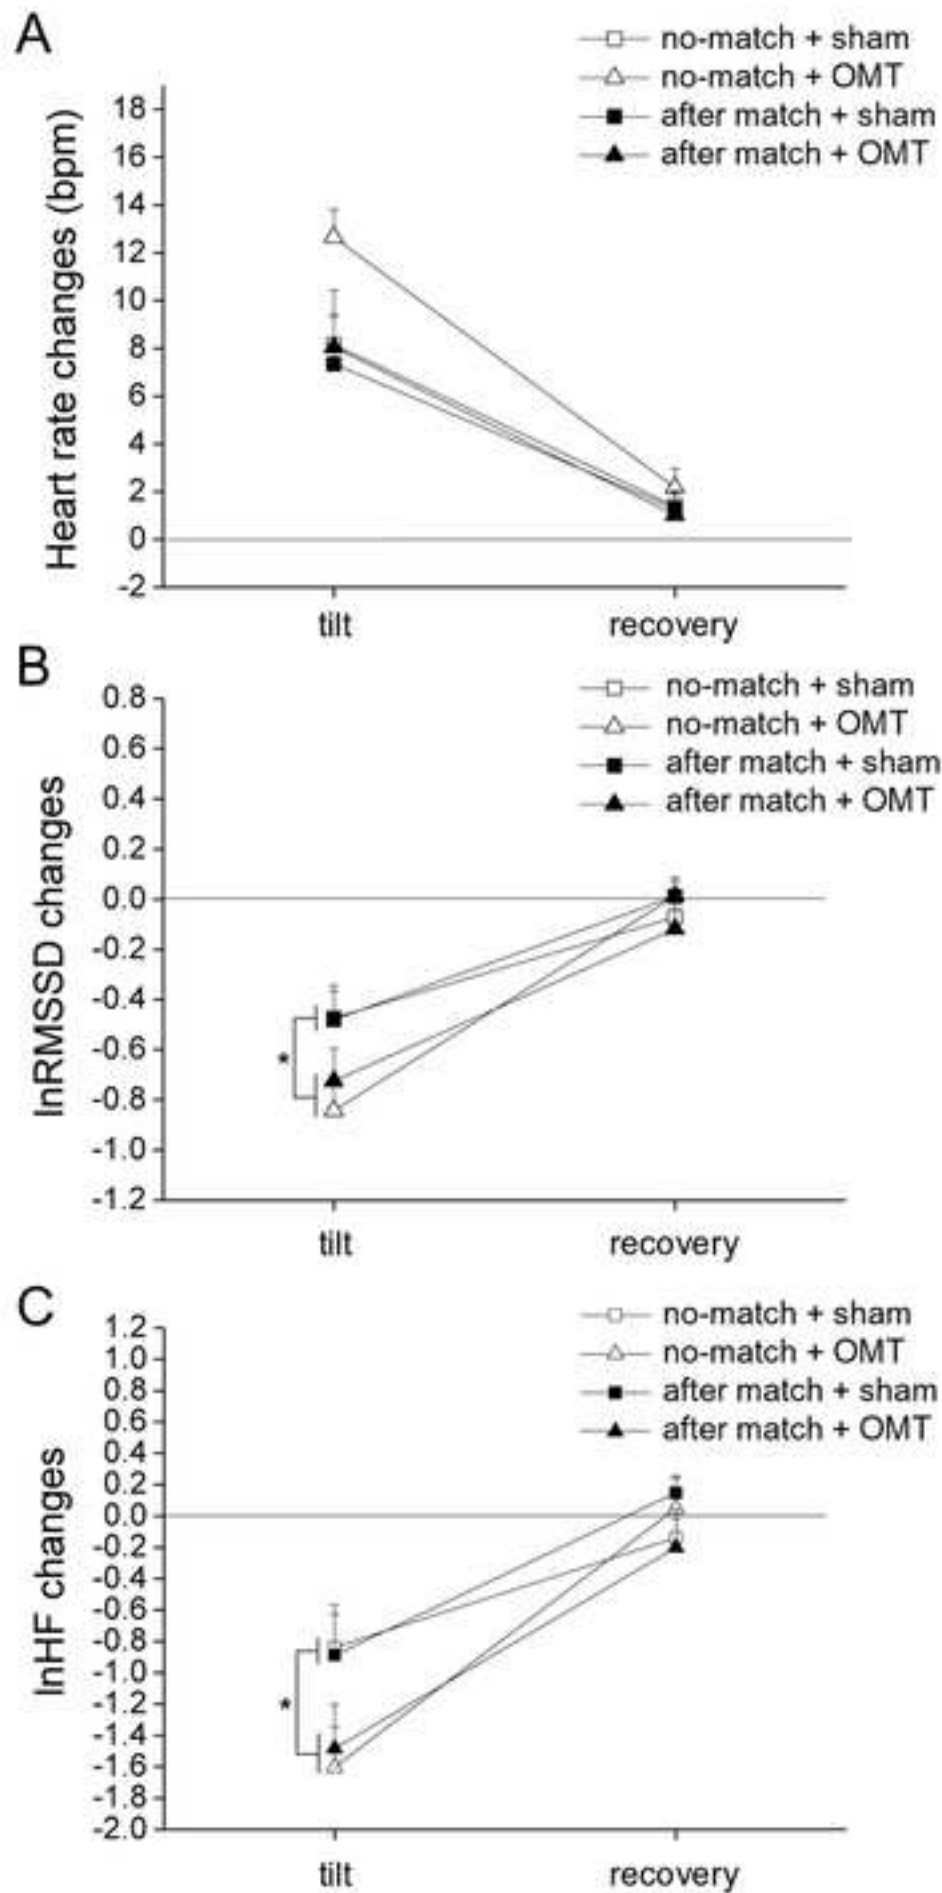 A
no-match + sham
no-match + OMT
after match + sham
after match + OMT
Heart rate changes (bpm)
18
16
14
12
10
8
6
4
2
0
-2
tilt
recovery
B
no-match + sham
no-match + OMT
after match + sham
after match + OMT
lnRMSSD changes
0.8
0.6
0.4
0.2
0.0
-0.2
-0.4
-0.6
-0.8
-1.0
-1.2
*
tilt
recovery
C
no-match + sham
no-match + OMT
after match + sham
after match + OMT
lnHF changes
1.2
1.0
0.8
0.6
0.4
0.2
0.0
-0.2
-0.4
-0.6
-0.8
-1.0
-1.2
-1.4
-1.6
-1.8
-2.0
*
tilt
recovery